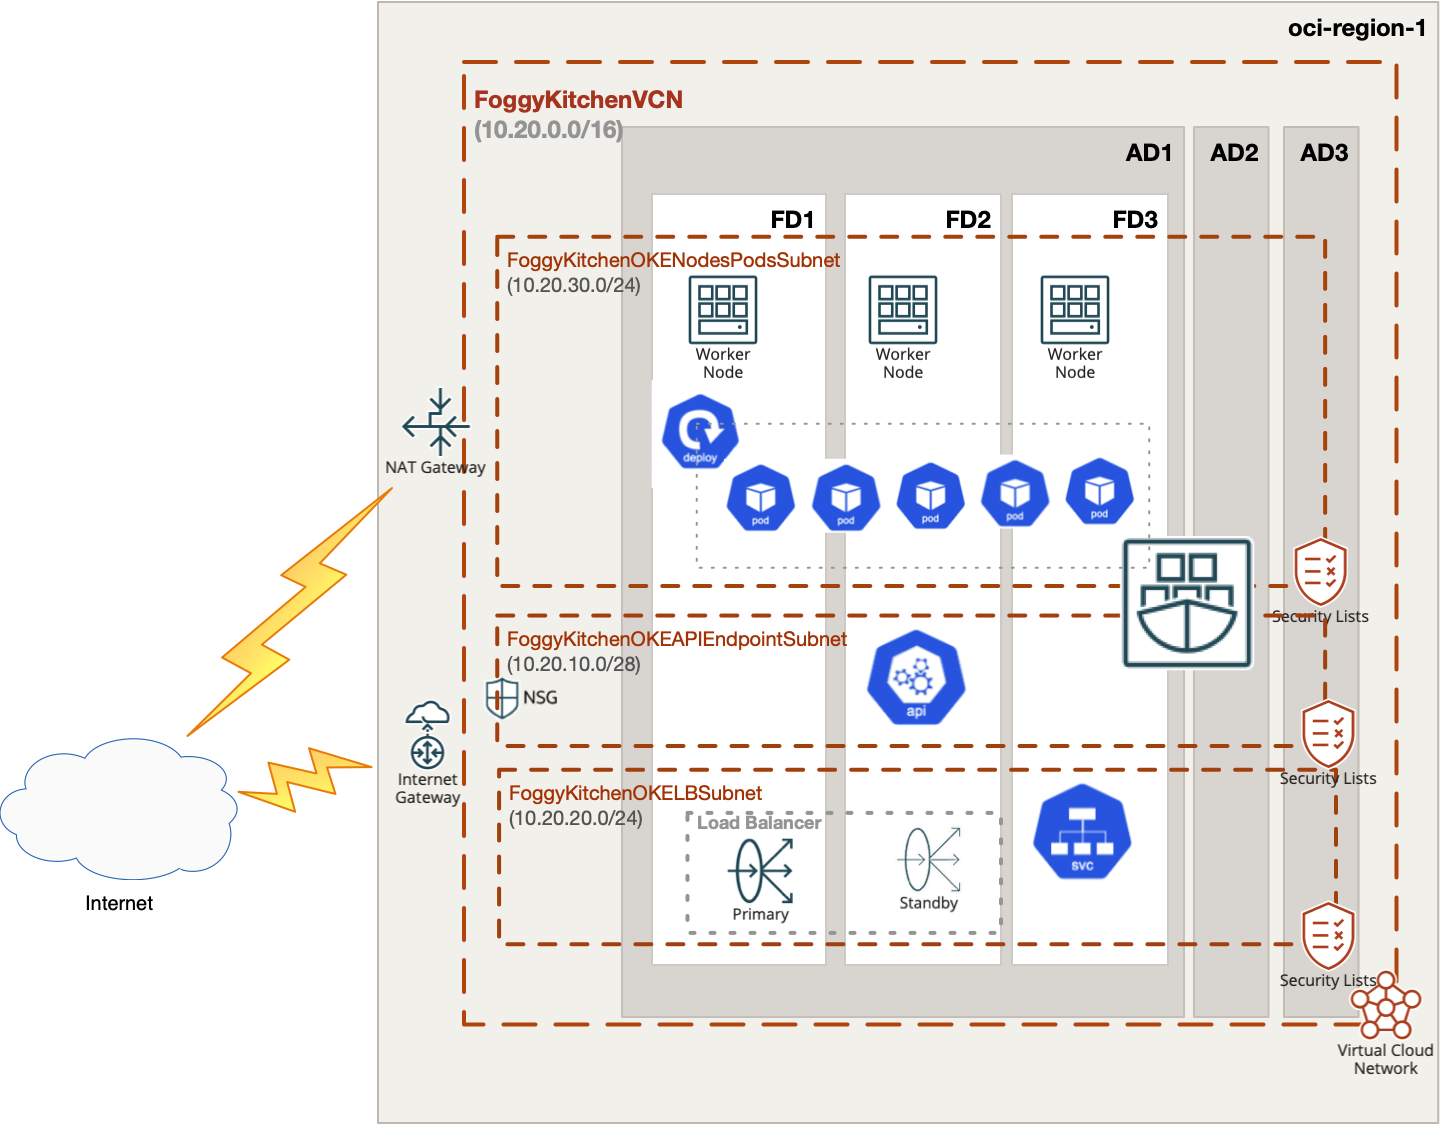 oci-region-1
FoggyKitchenVCN
(10.20.0.0/16)
AD1
AD2
AD3
FD1
FD2
FD3
FoggyKitchenOKENodesPodsSubnet
(10.20.30.0/24)
Worker
Node
Worker
Node
Worker
Node
deploy
pod
pod
pod
pod
pod
NAT Gateway
Security Lists
FoggyKitchenOKEAPIEndpointSubnet
(10.20.10.0/28)
NSG
api
Internet
Gateway
Security Lists
FoggyKitchenOKELBSubnet
(10.20.20.0/24)
Load Balancer
Primary
Standby
svc
Internet
Security Lists
Virtual Cloud
Network